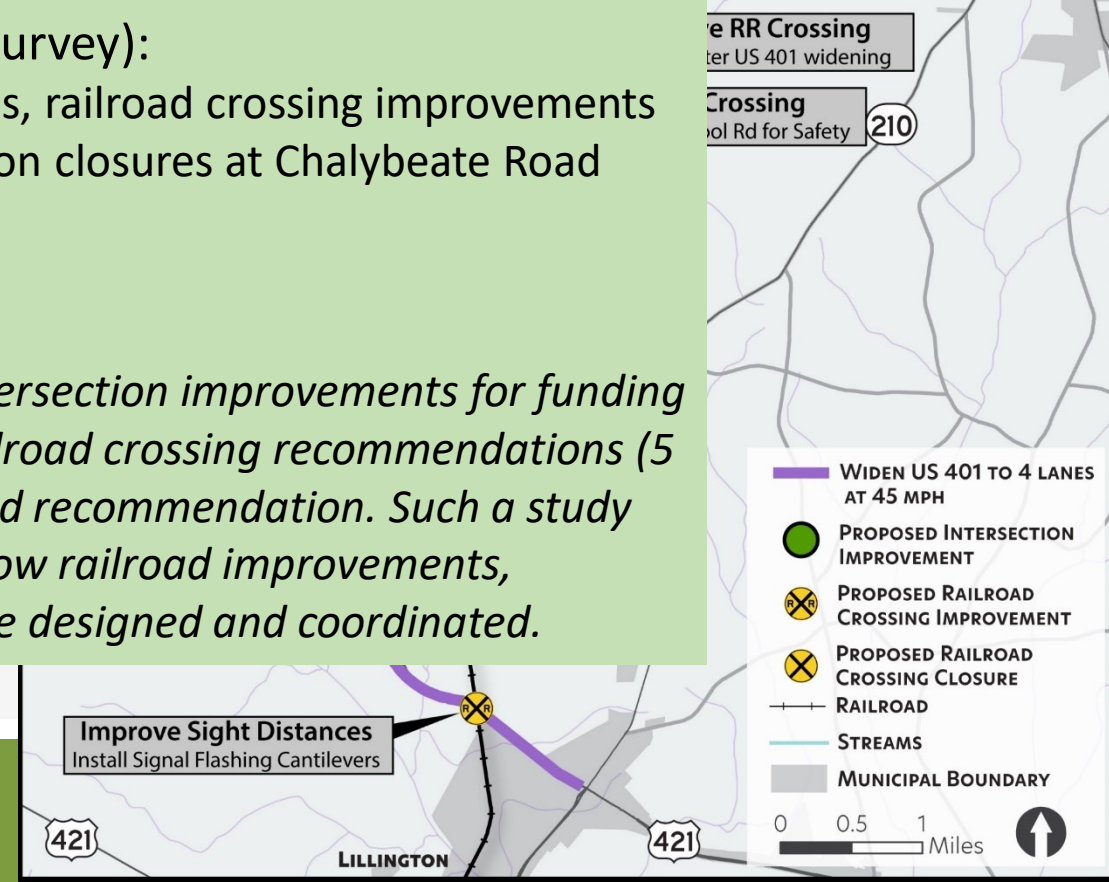 urvey):
s, railroad crossing improvements
on closures at Chalybeate Road
ersection improvements for funding
lroad crossing recommendations (5
d recommendation. Such a study
ow railroad improvements,
e designed and coordinated.
e RR Crossing
ter US 401 widening
Crossing
ool Rd for Safety
210
WIDEN US 401 TO 4 LANES
AT 45 MPH
PROPOSED INTERSECTION
IMPROVEMENT
R R
PROPOSED RAILROAD
CROSSING IMPROVEMENT
PROPOSED RAILROAD
CROSSING CLOSURE
RAILROAD
STREAMS
MUNICIPAL BOUNDARY
0 0.5 1
Miles
R R
Improve Sight Distances
Install Signal Flashing Cantilevers
421
LILLINGTON
421